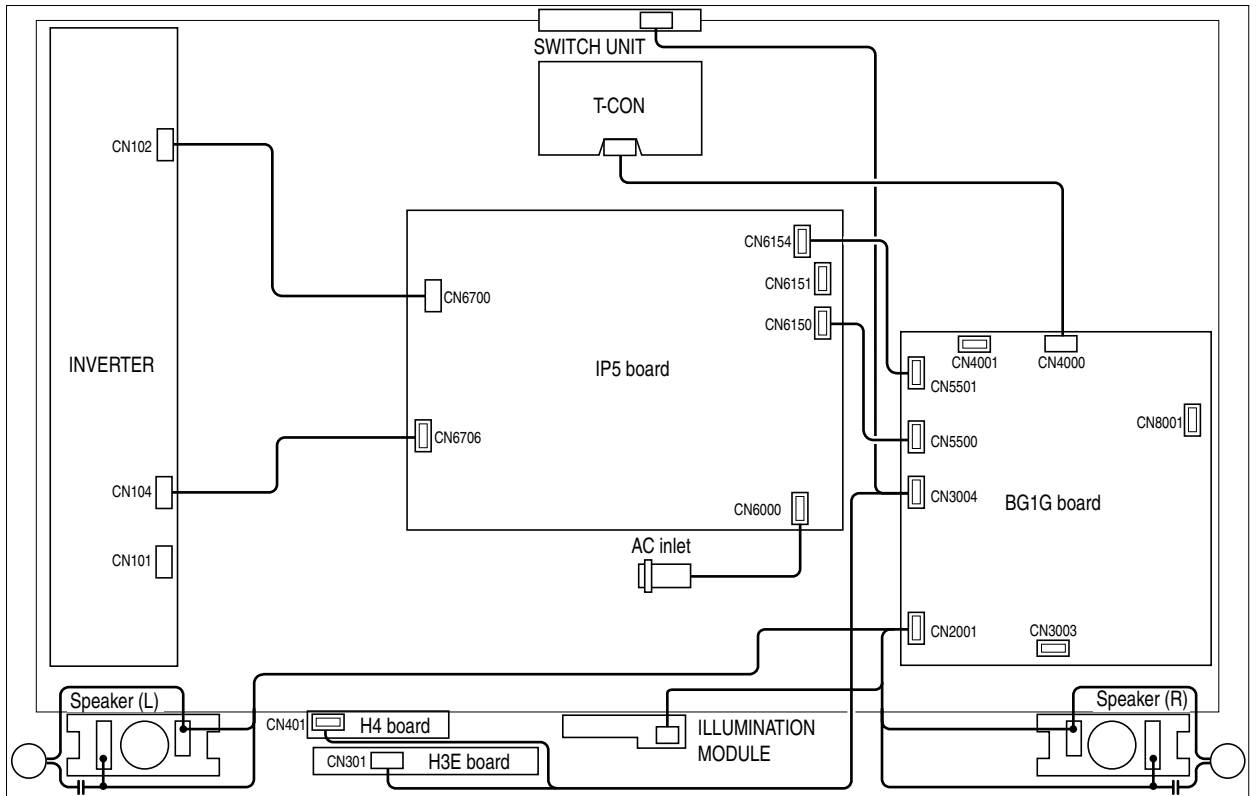 SWITCH UNIT
T-CON
CN102
CN6154
CN6151
CN6700
CN6150
INVERTER
IP5 board
CN4001
CN4000
CN5501
CN8001
CN6706
CN5500
CN104
CN3004
BG1G board
CN6000
AC inlet
CN101
CN2001
CN3003
Speaker (L)
Speaker (R)
CN401
H4 board
ILLUMINATION
MODULE
CN301
H3E board